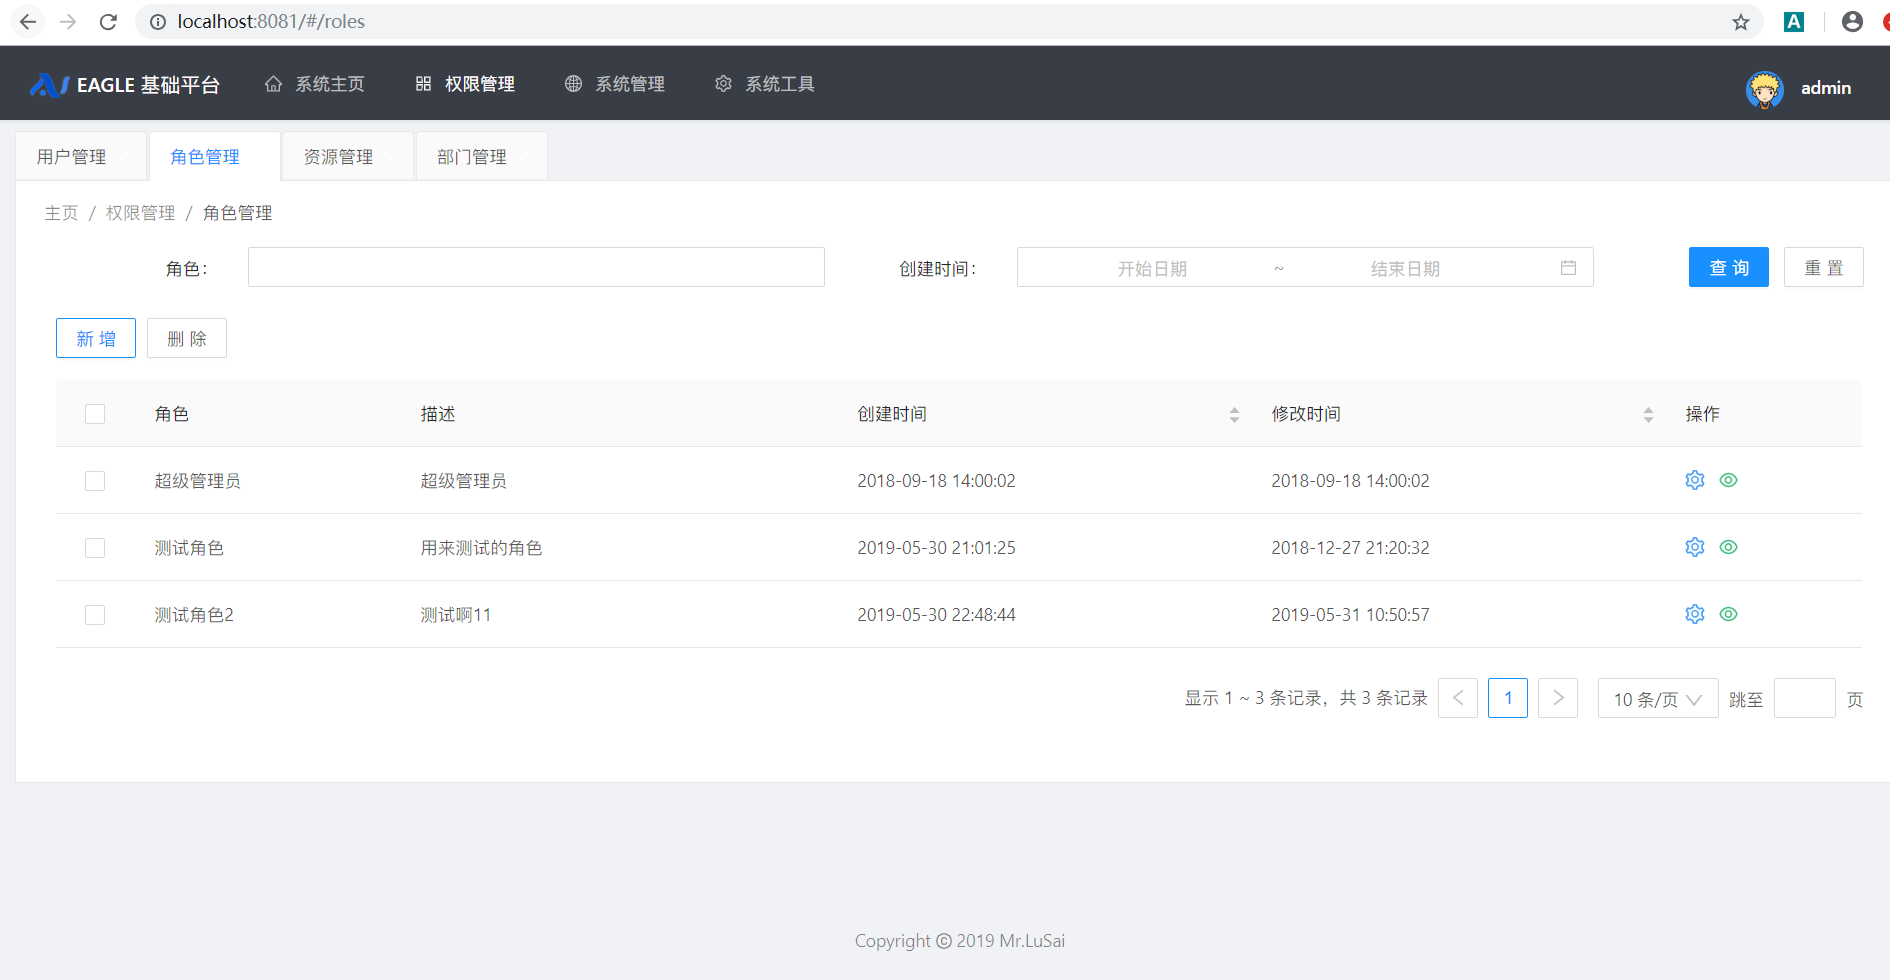 localhost:8081/#/roles A
EAGLE 基础平台 系统主页 权限管理 系统管理 系统工具 admin
用户管理 角色管理 资源管理 部门管理
主页 / 权限管理 / 角色管理
角色: 创建时间: 开始日期 ~ 结束日期 查 询 重 置
新 增 删 除
角色 描述 创建时间 修改时间 操作
超级管理员 超级管理员 2018-09-18 14:00:02 2018-09-18 14:00:02
测试角色 用来测试的角色 2019-05-30 21:01:25 2018-12-27 21:20:32
测试角色2 测试啊11 2019-05-30 22:48:44 2019-05-31 10:50:57
显示 1 ~ 3 条记录，共 3 条记录 < 1 > 10 条/页 跳至 页
Copyright © 2019 Mr.LuSai